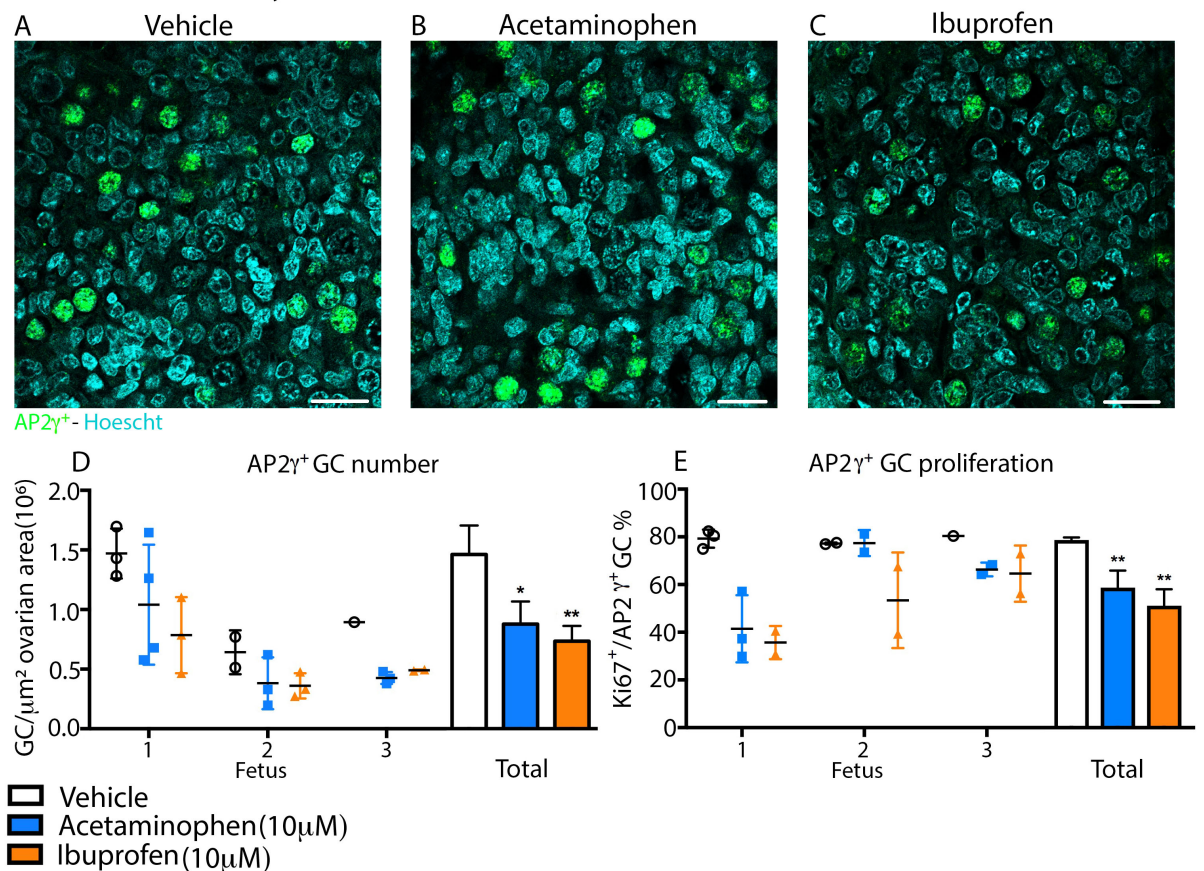 A Vehicle
B Acetaminophen
C Ibuprofen
AP2γ⁺- Hoescht
D AP2γ⁺ GC number
GC/µm² ovarian area(10⁶)
2.0
1.5
1.0
0.5
0.0
* **
1 2 3
Fetus Total
E AP2γ⁺ GC proliferation
Ki67⁺/AP2 γ⁺GC %
100
80
60
40
20
0
** **
1 2 3
Fetus Total
Vehicle
Acetaminophen(10µM)
Ibuprofen(10µM)